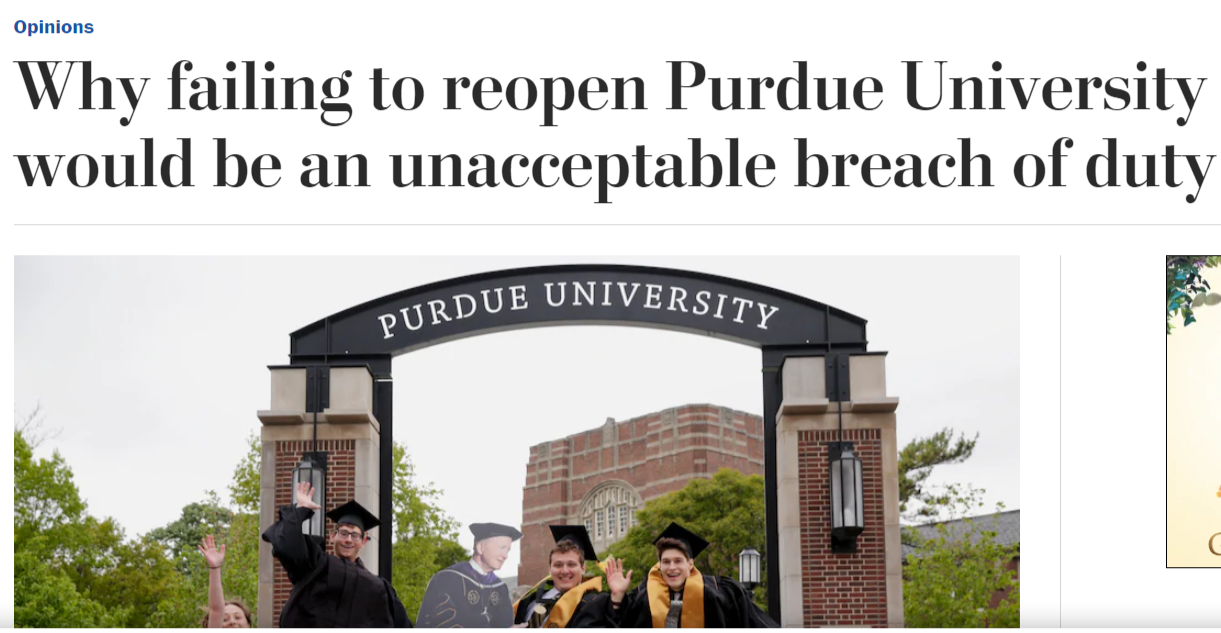 Opinions
Why failing to reopen Purdue University
would be an unacceptable breach of duty
PURDUE UNIVERSITY